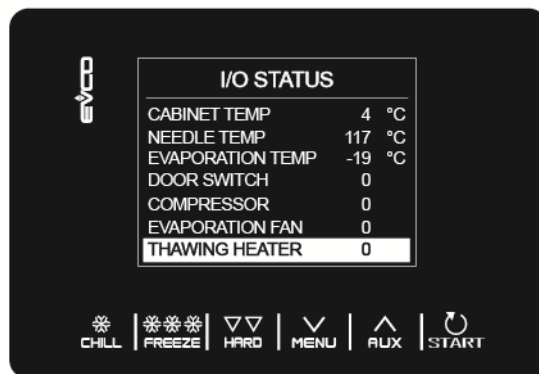 evco
I/O STATUS
CABINET TEMP 4 °C
NEEDLE TEMP 117 °C
EVAPORATION TEMP -19 °C
DOOR SWITCH 0
COMPRESSOR 0
EVAPORATION FAN 0
THAWING HEATER 0
CHILL FREEZE HARD MENU AUX START